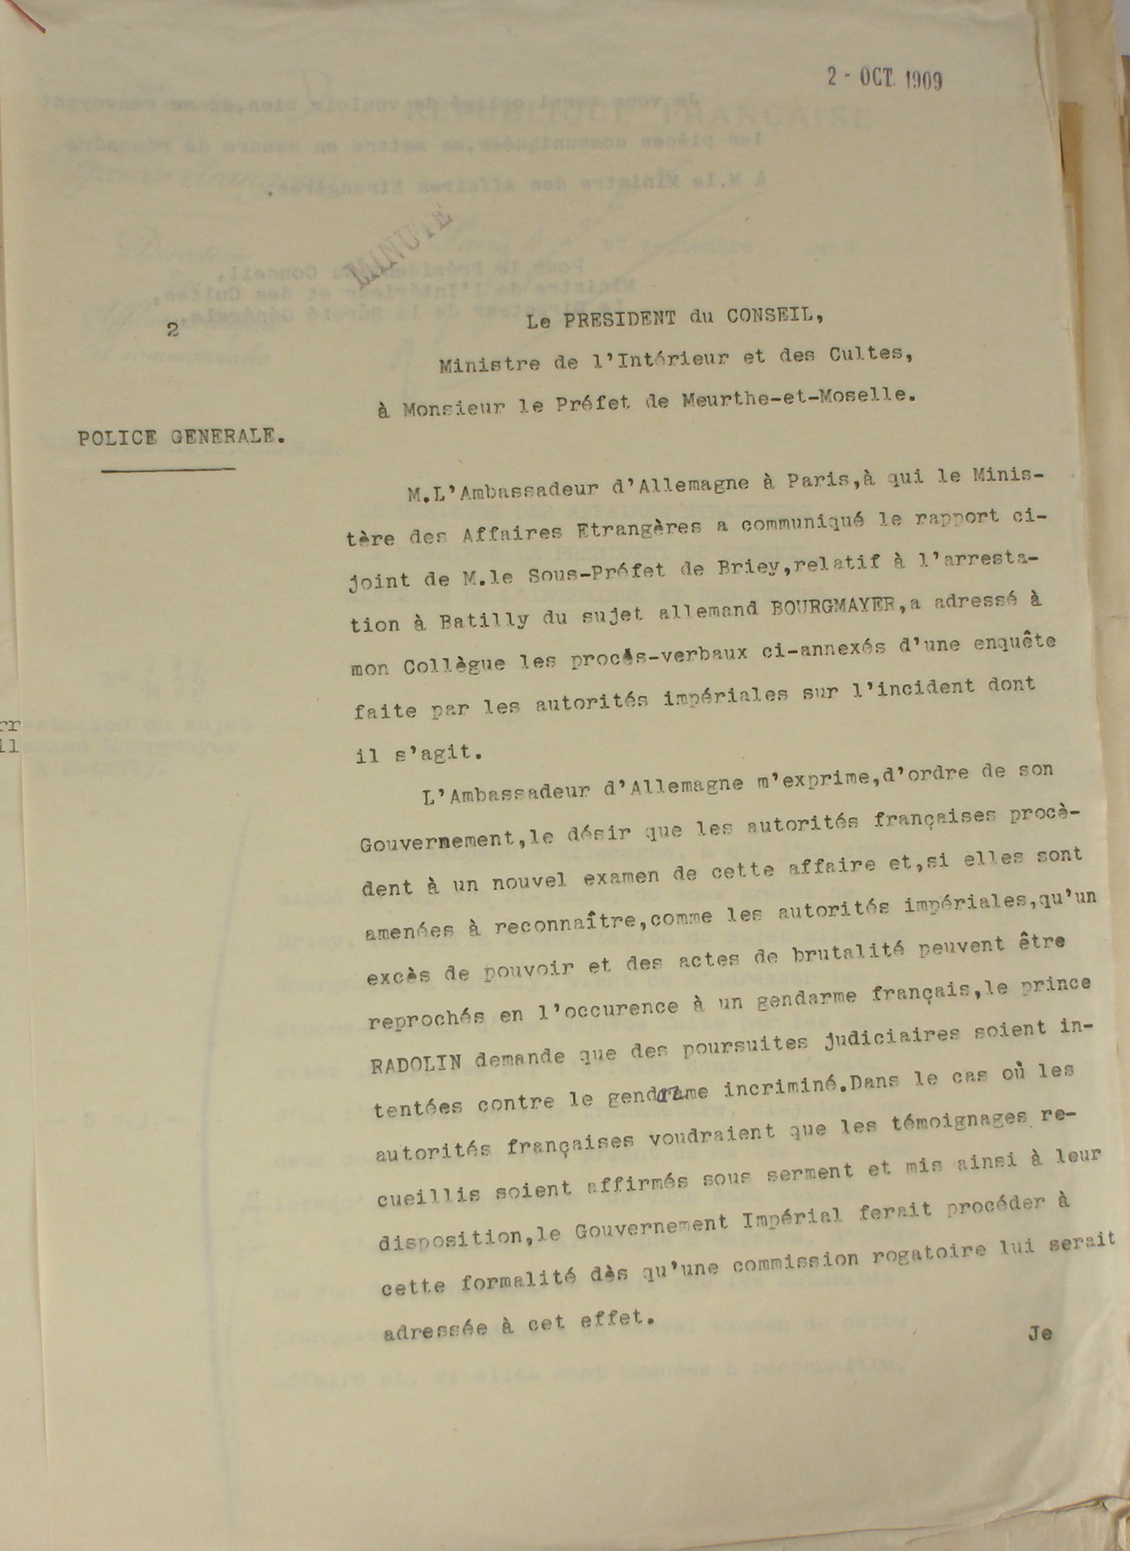 2 - OCT. 1909
MINUTE
2
Le PRESIDENT du CONSEIL,
Ministre de l'Intérieur et des Cultes,
à Monsieur le Préfet de Meurthe-et-Moselle.
POLICE GENERALE.
M.L'Ambassadeur d'Allemagne à Paris,à qui le Minis-
tère des Affaires Etrangères a communiqué le rapport ci-
joint de M.le Sous-Préfet de Briey,relatif à l'arresta-
tion à Batilly du sujet allemand BOURGMAYER,a adressé à
mon Collègue les procès-verbaux ci-annexés d'une enquête
faite par les autorités impériales sur l'incident dont
il s'agit.
L'Ambassadeur d'Allemagne m'exprime,d'ordre de son
Gouvernement,le désir que les autorités françaises procè-
dent à un nouvel examen de cette affaire et,si elles sont
amenées à reconnaître,comme les autorités impériales,qu'un
excès de pouvoir et des actes de brutalité peuvent être
reprochés en l'occurence à un gendarme français,le prince
RADOLIN demande que des poursuites judiciaires soient in-
tentées contre le gendarme incriminé.Dans le cas où les
autorités françaises voudraient que les témoignages re-
cueillis soient affirmés sous serment et mis ainsi à leur
disposition,le Gouvernement Impérial ferait procéder à
cette formalité dès qu'une commission rogatoire lui serait
adressée à cet effet.
Je